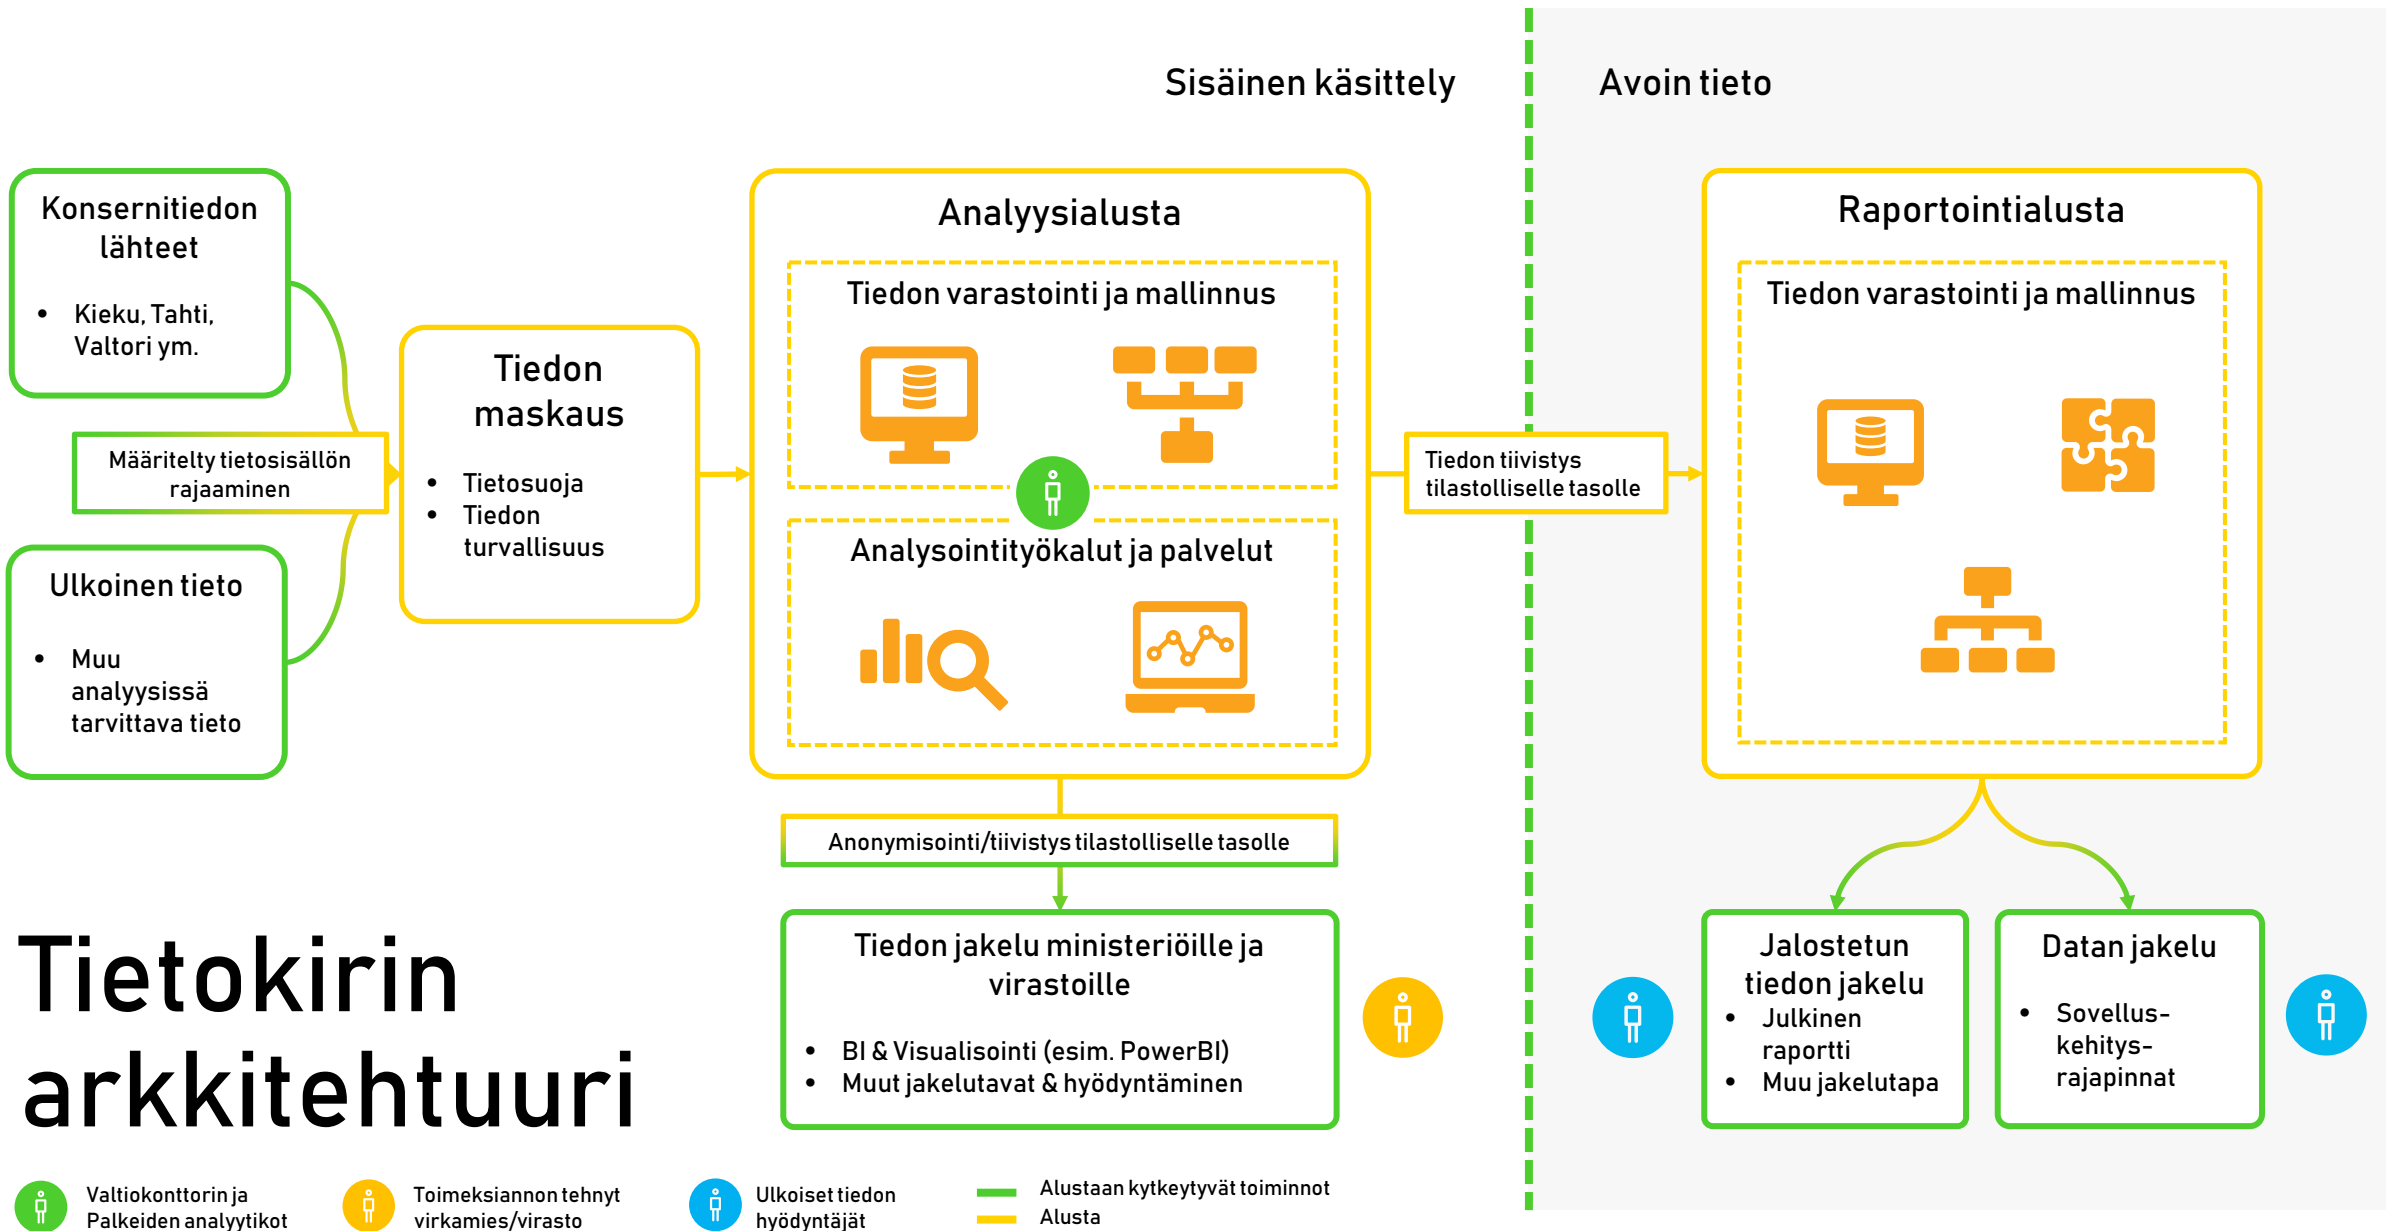 Sisäinen käsittely
Avoin tieto
Konsernitiedon
lähteet
• Kieku, Tahti,
Valtori ym.
Määritelty tietosisällön
rajaaminen
Ulkoinen tieto
• Muu
analyysissä
tarvittava tieto
Tiedon
maskaus
• Tietosuoja
• Tiedon
turvallisuus
Analyysialusta
Tiedon varastointi ja mallinnus
Analysointityökalut ja palvelut
Tiedon tiivistys
tilastolliselle tasolle
Raportointialusta
Tiedon varastointi ja mallinnus
Anonymisointi/tiivistys tilastolliselle tasolle
Tiedon jakelu ministeriöille ja
virastoille
• BI & Visualisointi (esim. PowerBI)
• Muut jakelutavat & hyödyntäminen
Jalostetun
tiedon jakelu
• Julkinen
raportti
• Muu jakelutapa
Datan jakelu
• Sovellus-
kehitys-
rajapinnat
Tietokirin
arkkitehtuuri
Valtiokonttorin ja
Palkeiden analyytikot
Toimeksiannon tehnyt
virkamies/virasto
Ulkoiset tiedon
hyödyntäjät
Alustaan kytkeytyvät toiminnot
Alusta